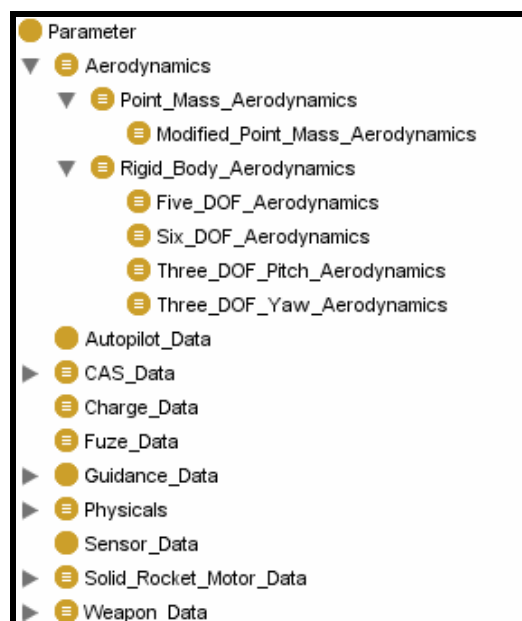 Parameter
Aerodynamics
Point_Mass_Aerodynamics
Modified_Point_Mass_Aerodynamics
Rigid_Body_Aerodynamics
Five_DOF_Aerodynamics
Six_DOF_Aerodynamics
Three_DOF_Pitch_Aerodynamics
Three_DOF_Yaw_Aerodynamics
Autopilot_Data
CAS_Data
Charge_Data
Fuze_Data
Guidance_Data
Physicals
Sensor_Data
Solid_Rocket_Motor_Data
Weapon_Data